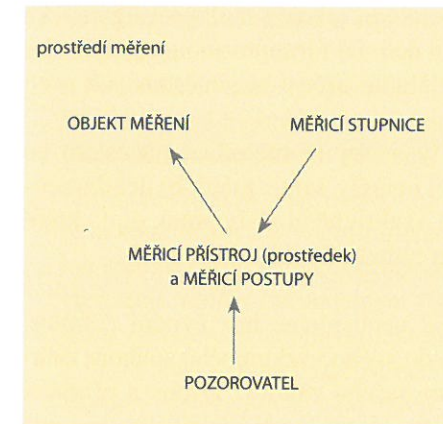 prostředí měření
OBJEKT MĚŘENÍ MĚŘICÍ STUPNICE
MĚŘICÍ PŘÍSTROJ (prostředek)
a MĚŘICÍ POSTUPY
POZOROVATEL